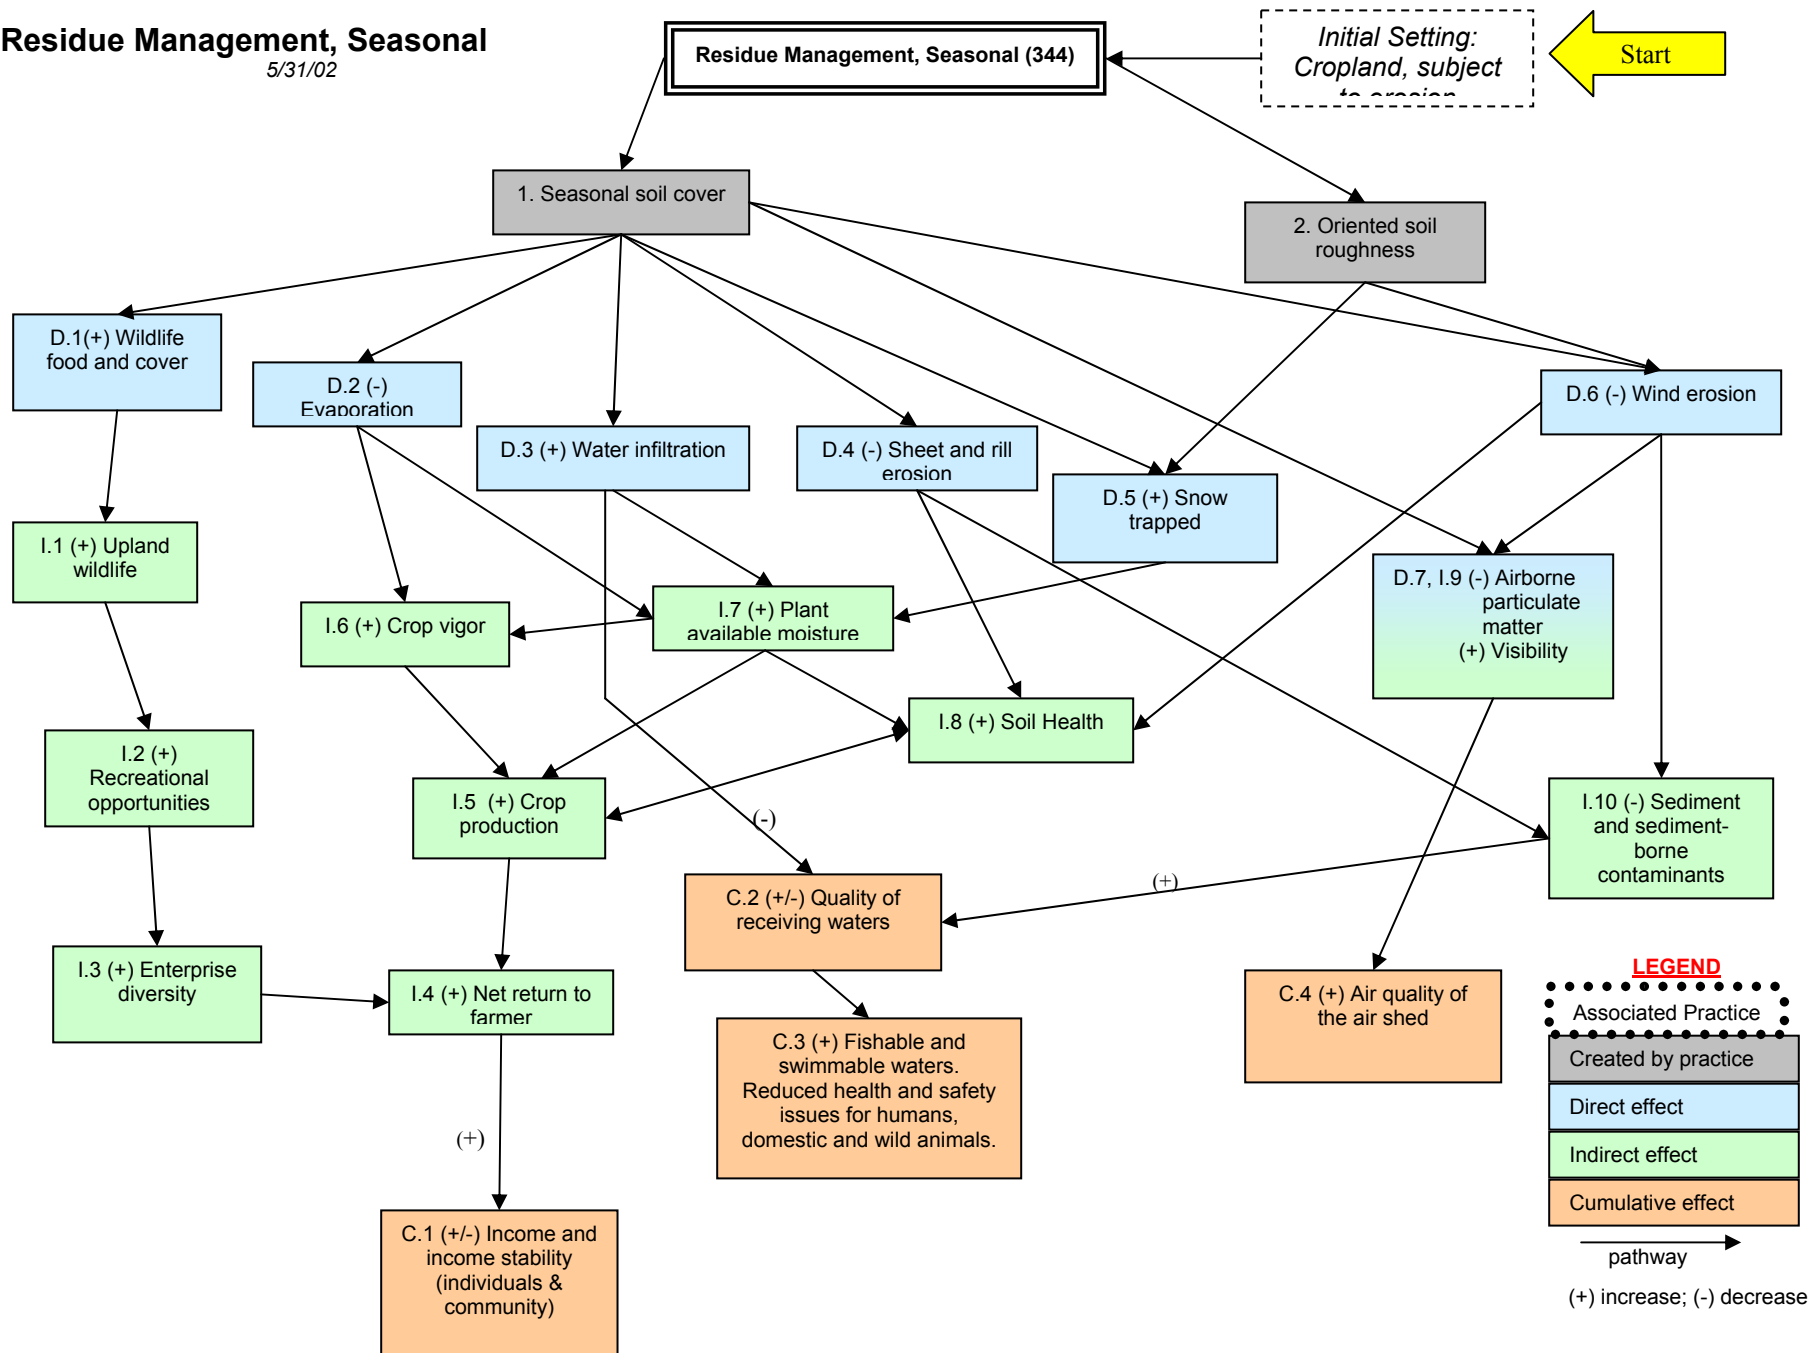 Residue Management, Seasonal
5/31/02
Residue Management, Seasonal (344)
Initial Setting:
Cropland, subject
to erosion
Start
1. Seasonal soil cover
2. Oriented soil
roughness
D.1(+) Wildlife
food and cover
D.2 (-)
Evaporation
D.3 (+) Water infiltration
D.4 (-) Sheet and rill
erosion
D.5 (+) Snow
trapped
D.6 (-) Wind erosion
D.7, I.9 (-) Airborne
particulate
matter
(+) Visibility
I.1 (+) Upland
wildlife
I.6 (+) Crop vigor
I.7 (+) Plant
available moisture
I.8 (+) Soil Health
I.2 (+)
Recreational
opportunities
I.5 (+) Crop
production
(-)
I.10 (-) Sediment
and sediment-
borne
contaminants
(+)
C.2 (+/-) Quality of
receiving waters
I.3 (+) Enterprise
diversity
I.4 (+) Net return to
farmer
C.3 (+) Fishable and
swimmable waters.
Reduced health and safety
issues for humans,
domestic and wild animals.
C.4 (+) Air quality of
the air shed
(+)
C.1 (+/-) Income and
income stability
(individuals &
community)
LEGEND
Associated Practice
Created by practice
Direct effect
Indirect effect
Cumulative effect
pathway
(+) increase; (-) decrease